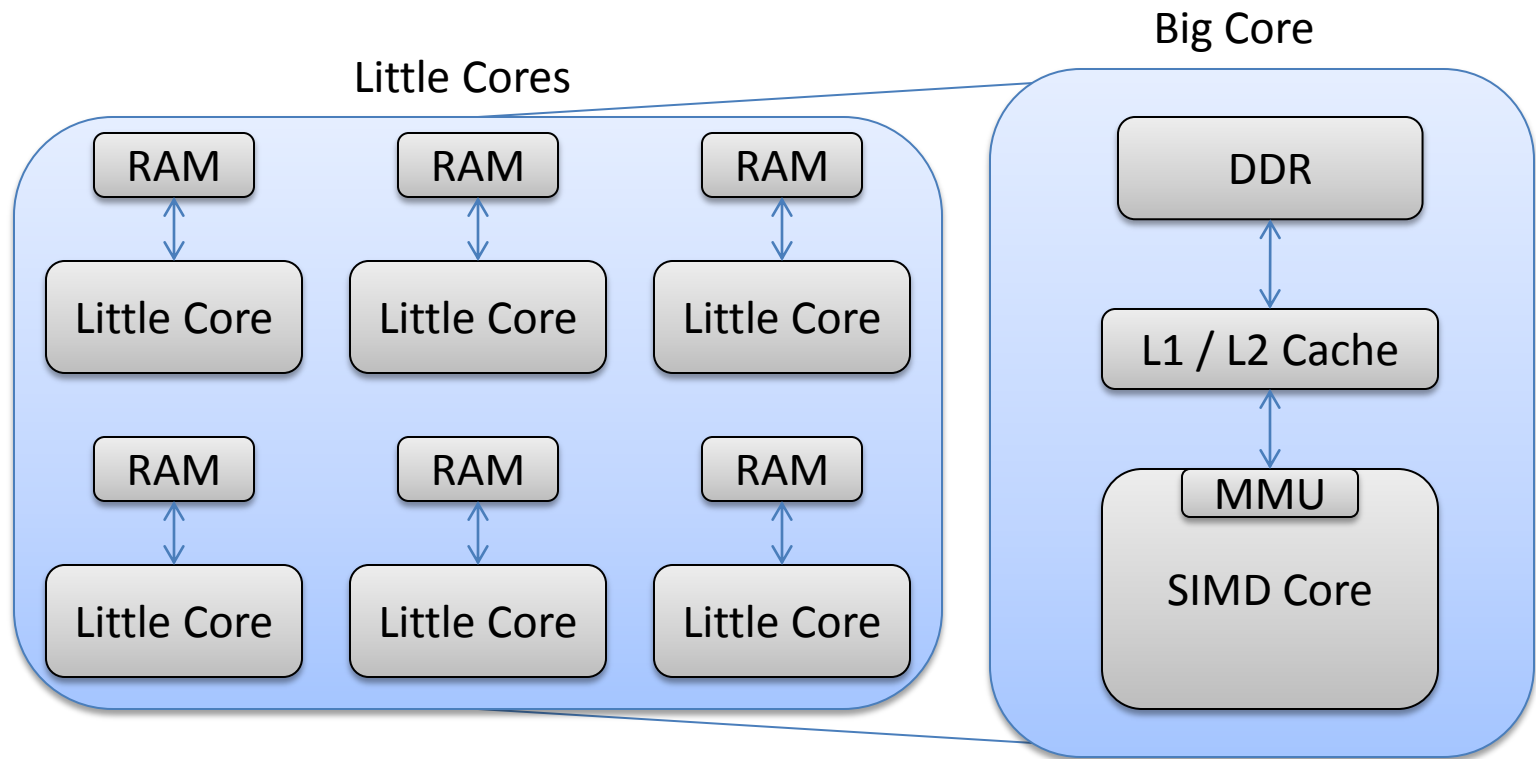 Little Cores
RAM RAM RAM
Little Core Little Core Little Core
RAM RAM RAM
Little Core Little Core Little Core
Big Core
DDR
L1 / L2 Cache
MMU
SIMD Core